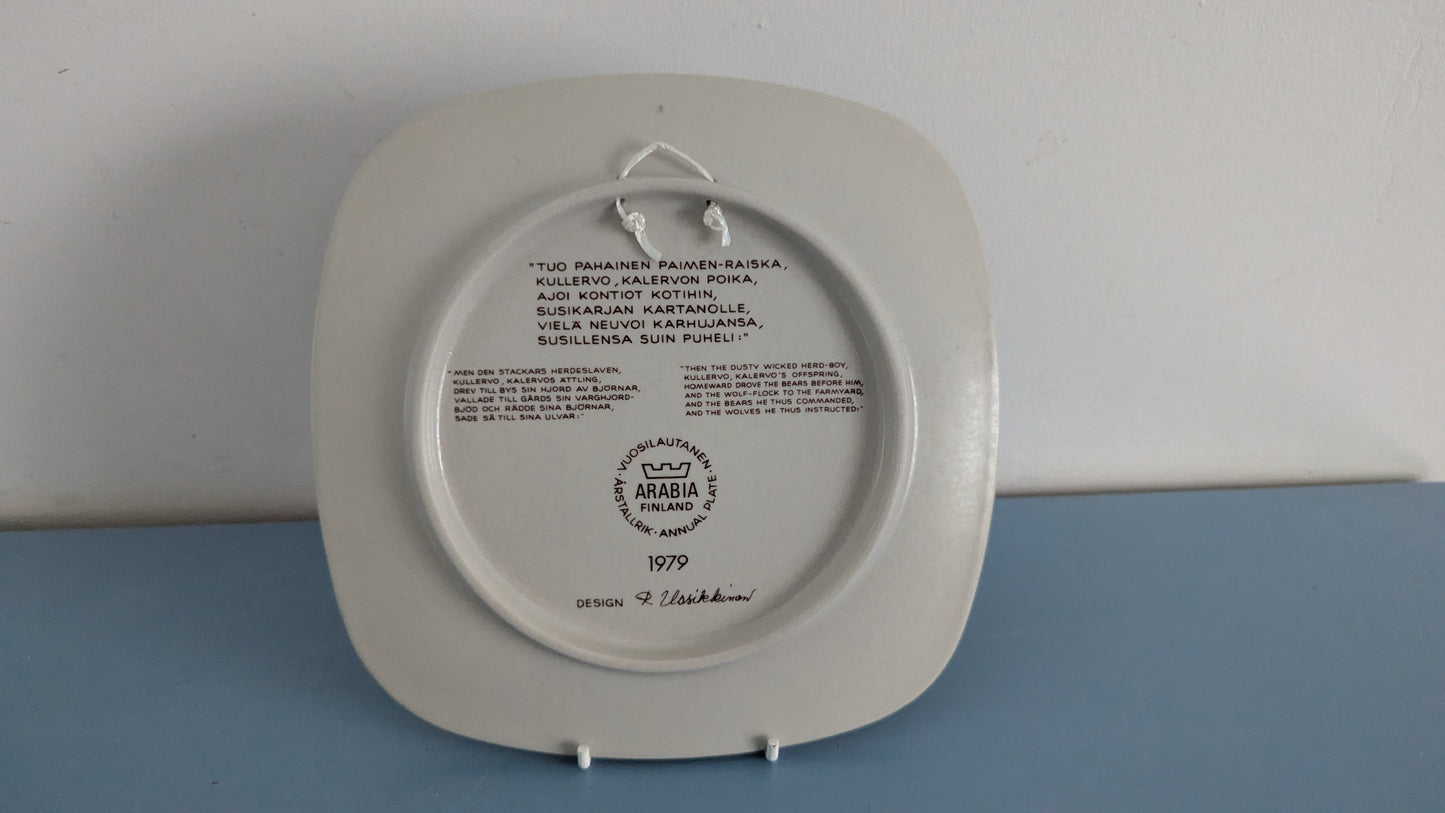 "TUO PAHAINEN PAIMEN-RAISKA,
KULLERVO, KALERVON POIKA,
AJOI KONTIOT KOTIHIN,
SUSIKARJAN KARTANOLLE,
VIELÄ NEUVOI KARHUJANSA,
SUSILLENSA SUIN PUHELI:"
"MEN DEN STACKARS HERDESLAVEN,
KULLERVO, KALERVOS ÄTTLING,
DREV TILL BYS SIN HJORD AV BJÖRNAR,
VALLADE TILL GÅRDS SIN VARGHJORD-
BJÖD OCH RÅDDE SINA BJÖRNAR,
SADE SÅ TILL SINA ULVAR:"
"THEN THE DUSTY WICKED HERD-BOY,
KULLERVO, KALERVO'S OFFSPRING,
HOMEWARD DROVE THE BEARS BEFORE HIM,
AND THE WOLF-FLOCK TO THE FARMYARD,
AND THE BEARS HE THUS COMMANDED,
AND THE WOLVES HE THUS INSTRUCTED:"
· VUOSILAUTANEN ·
ARABIA
FINLAND
ÅRSTALLRIK · ANNUAL PLATE
1979
DESIGN R Uosikkinen